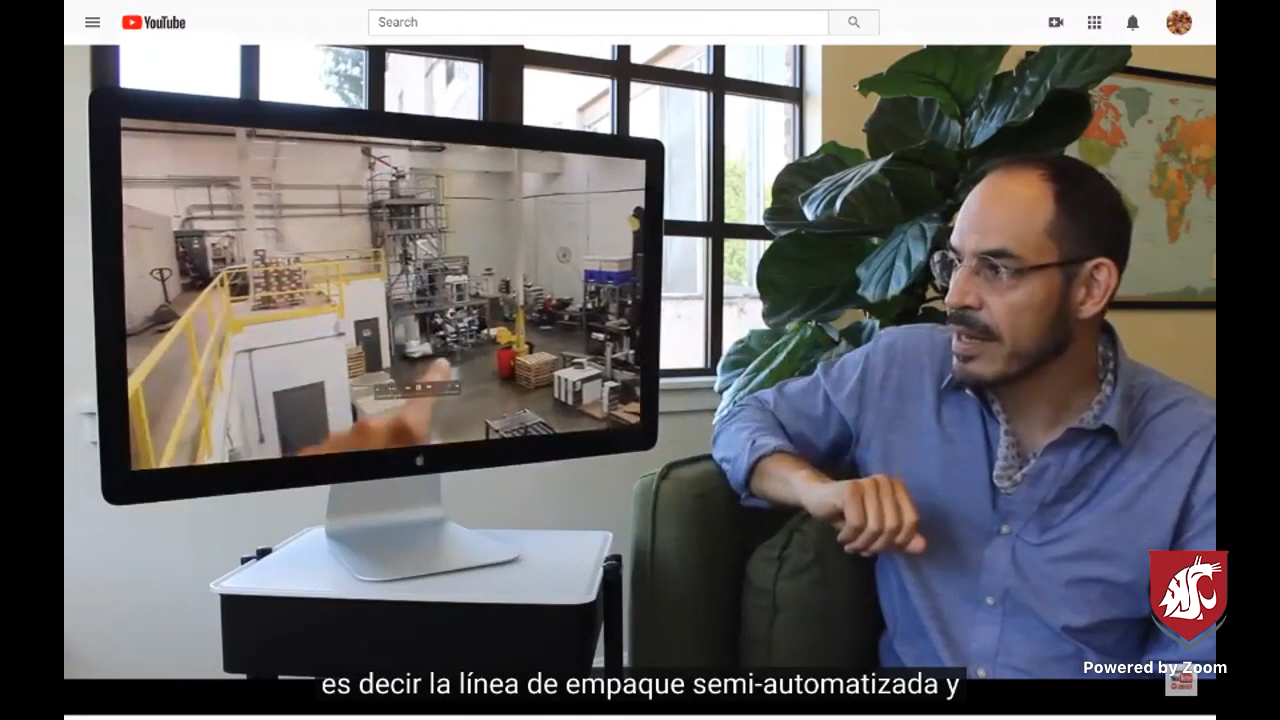 YouTube
Search
es decir la línea de empaque semi-automatizada y
Powered by Zoom